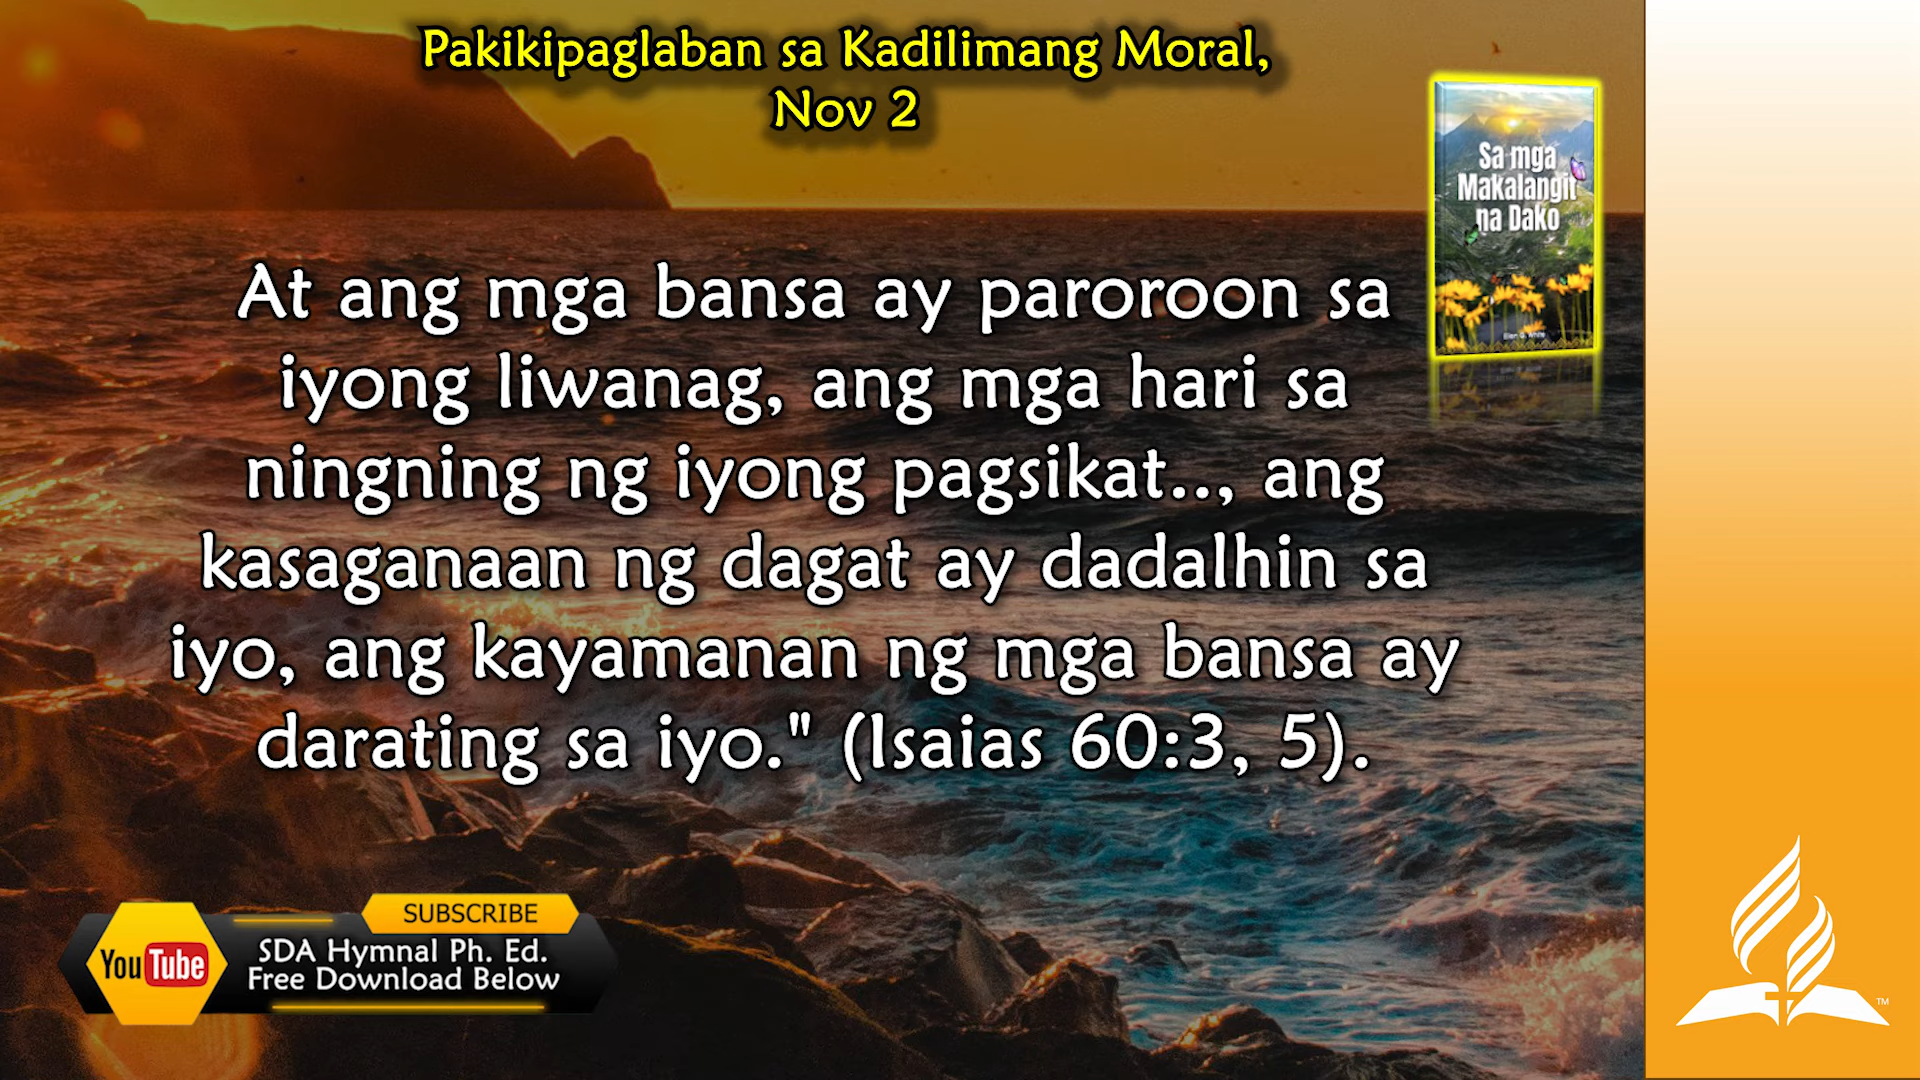 Pakikipaglaban sa Kadilimang Moral,
Nov 2
Sa mga
Makalangit
na Dako
Ellen G. White
At ang mga bansa ay paroroon sa
iyong liwanag, ang mga hari sa
ningning ng iyong pagsikat.., ang
kasaganaan ng dagat ay dadalhin sa
iyo, ang kayamanan ng mga bansa ay
darating sa iyo." (Isaias 60:3, 5).
SUBSCRIBE
YouTube
SDA Hymnal Ph. Ed.
Free Download Below
TM